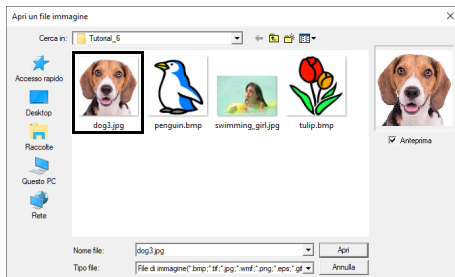 Apri un file immagine
Cerca in:
Tutorial_6
Accesso rapido
Desktop
Raccolte
Questo PC
Rete
dog3.jpg
penguin.bmp
swimming_girl.jpg
tulip.bmp
Anteprima
Nome file:
dog3.jpg
Apri
Tipo file:
File di immagine(*.bmp;*.tif;*.jpg;*.wmf;*.png;*.eps;*.gif
Annulla